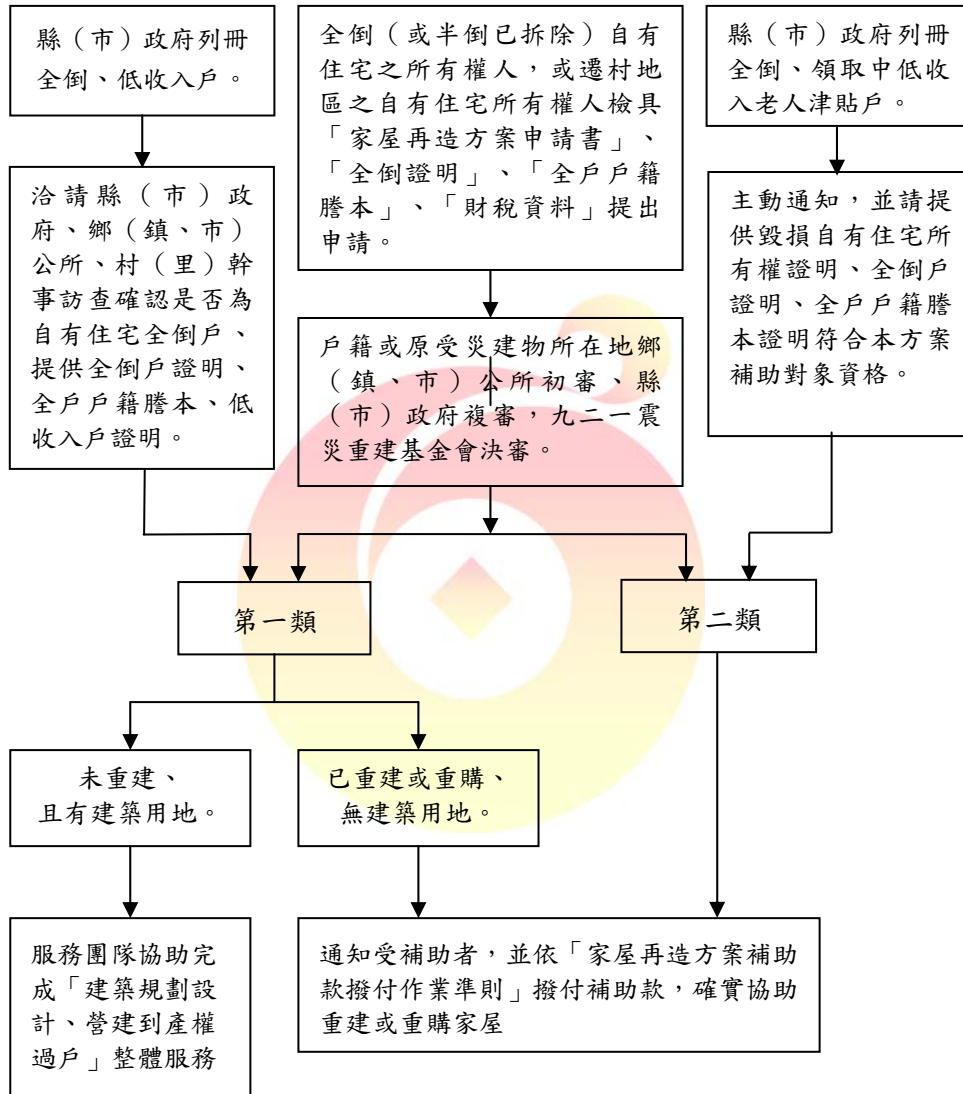 縣（市）政府列冊
全倒、低收入戶。
全倒（或半倒已拆除）自有
住宅之所有權人，或遷村地
區之自有住宅所有權人檢具
「家屋再造方案申請書」、
「全倒證明」、「全戶戶籍
謄本」、「財稅資料」提出
申請。
縣（市）政府列冊
全倒、領取中低收
入老人津貼戶。
洽請縣（市）政
府、鄉（鎮、市）
公所、村（里）幹
事訪查確認是否為
自有住宅全倒戶、
提供全倒戶證明、
全戶戶籍謄本、低
收入戶證明。
戶籍或原受災建物所在地鄉
（鎮、市）公所初審、縣
（市）政府複審，九二一震
災重建基金會決審。
主動通知，並請提
供毀損自有住宅所
有權證明、全倒戶
證明、全戶戶籍謄
本證明符合本方案
補助對象資格。
第一類
第二類
未重建、
且有建築用地。
已重建或重購、
無建築用地。
服務團隊協助完
成「建築規劃設
計、營建到產權
過戶」整體服務
通知受補助者，並依「家屋再造方案補助
款撥付作業準則」撥付補助款，確實協助
重建或重購家屋